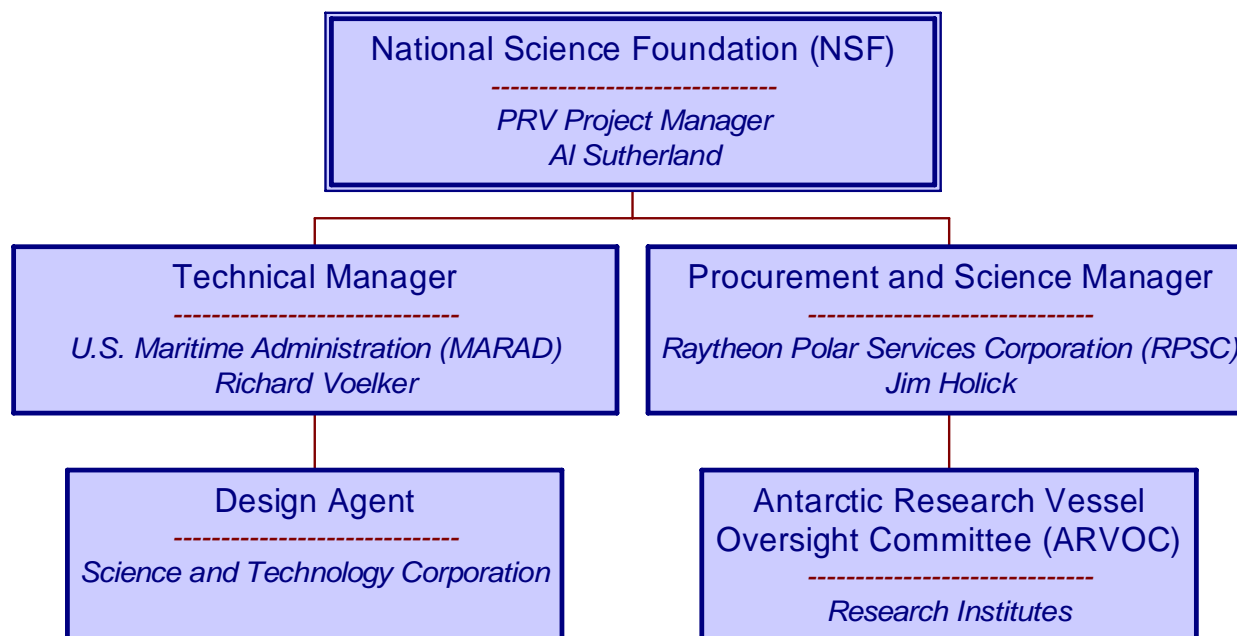 National Science Foundation (NSF)
------------------------------
PRV Project Manager
Al Sutherland
Technical Manager
------------------------------
U.S. Maritime Administration (MARAD)
Richard Voelker
Procurement and Science Manager
------------------------------
Raytheon Polar Services Corporation (RPSC)
Jim Holick
Design Agent
------------------------------
Science and Technology Corporation
Antarctic Research Vessel
Oversight Committee (ARVOC)
------------------------------
Research Institutes